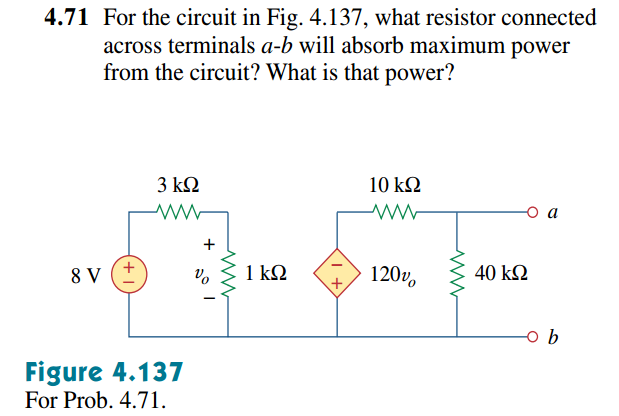 4.71 For the circuit in Fig. 4.137, what resistor connected
across terminals a-b will absorb maximum power
from the circuit? What is that power?
3 kΩ
10 kΩ
a
+
8 V
+
−
vo
1 kΩ
−
+
120vo
40 kΩ
−
b
Figure 4.137
For Prob. 4.71.